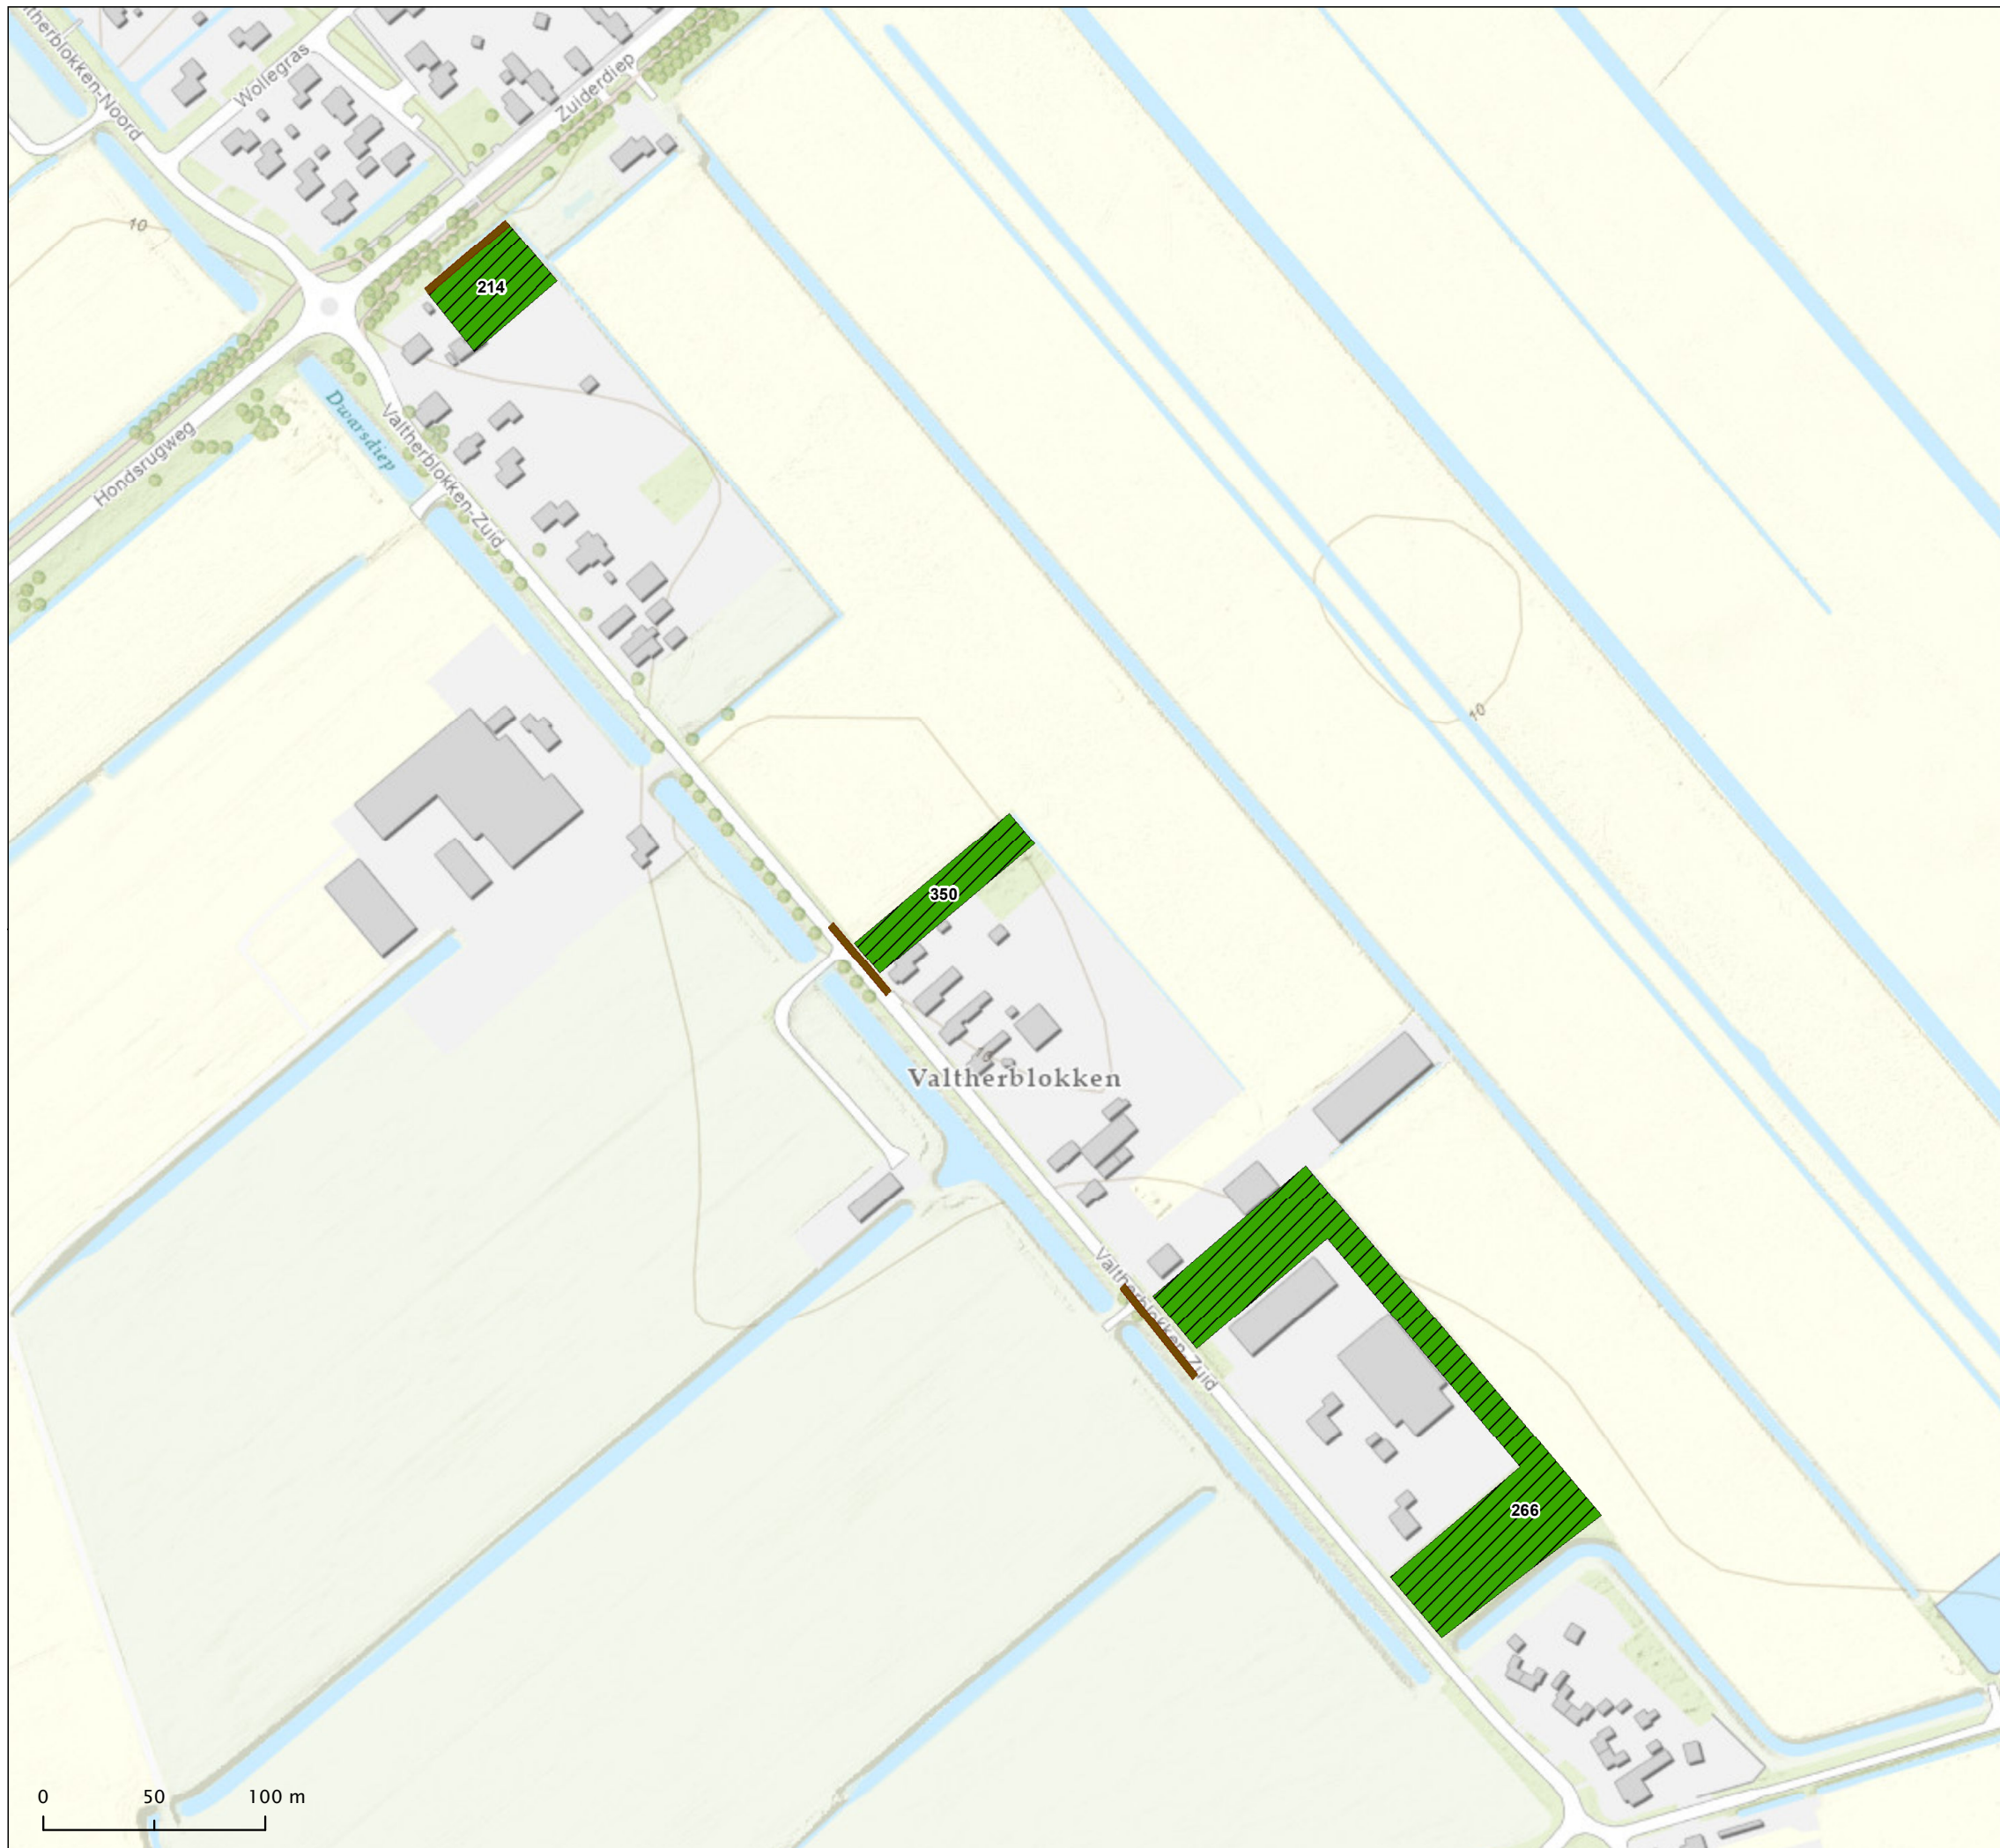 therblokken-Noord
Wollegras
Zuiderdiep
10
214
Dwarsdiep
Valtherblokken-Zuid
Hondsrugweg
10
350
10
Valtherblokken
Valtherblokken-Zuid
266
0 50 100 m